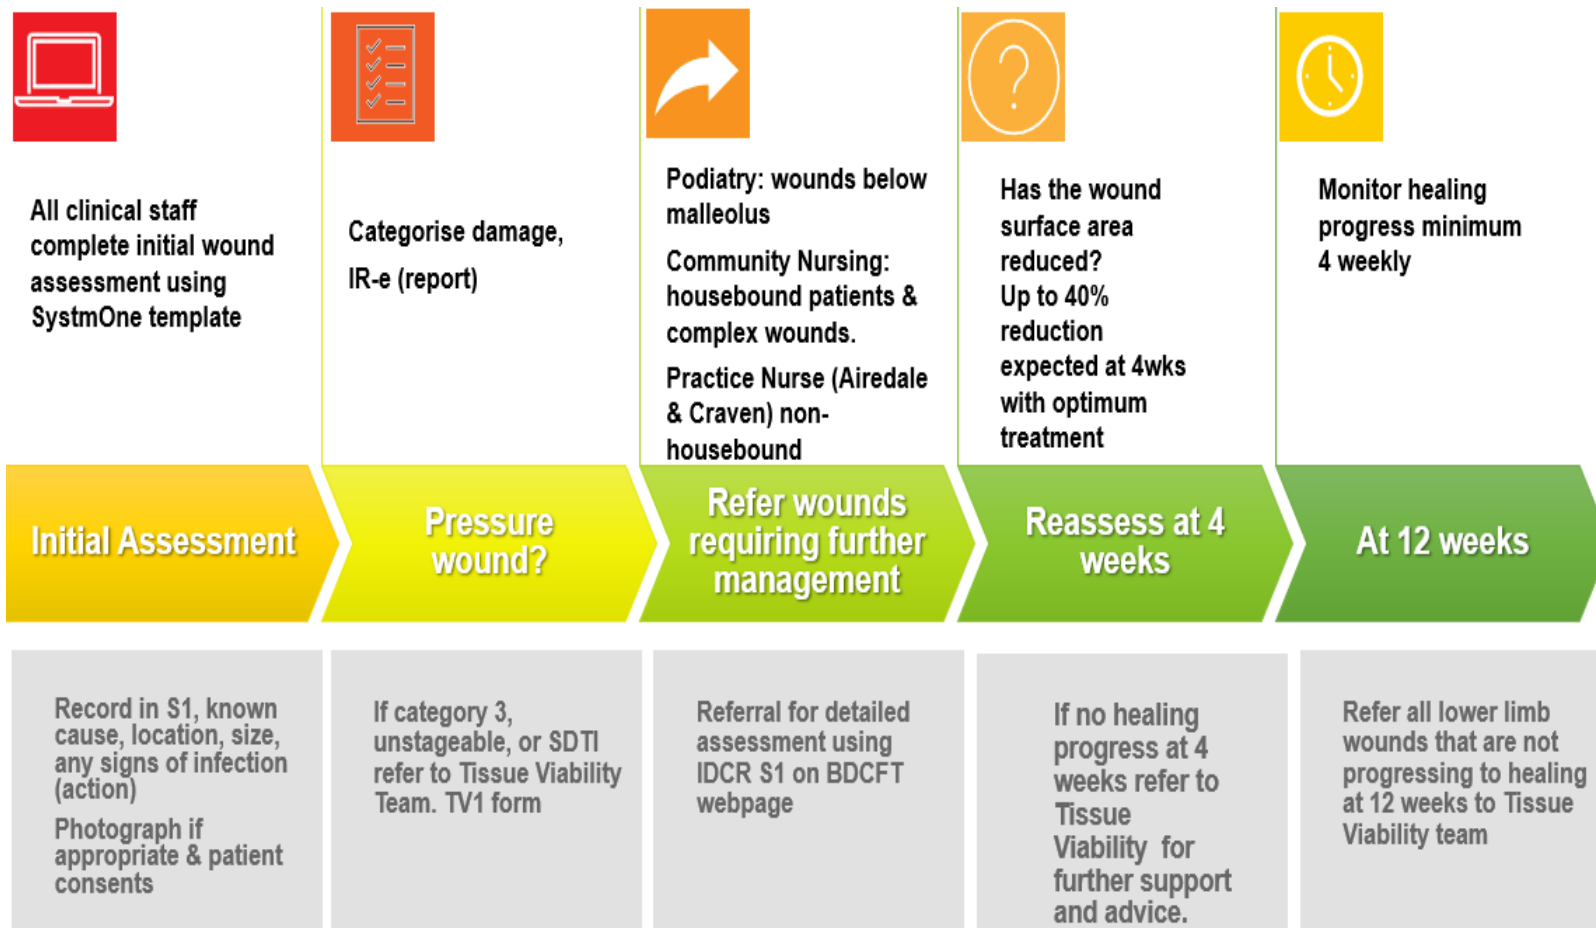 All clinical staff
complete initial wound
assessment using
SystmOne template
Categorise damage,
IR-e (report)
Podiatry: wounds below
malleolus
Community Nursing:
housebound patients &
complex wounds.
Practice Nurse (Airedale
& Craven) non-
housebound
Has the wound
surface area
reduced?
Up to 40%
reduction
expected at 4wks
with optimum
treatment
Monitor healing
progress minimum
4 weekly
Initial Assessment
Pressure
wound?
Refer wounds
requiring further
management
Reassess at 4
weeks
At 12 weeks
Record in S1, known
cause, location, size,
any signs of infection
(action)
Photograph if
appropriate & patient
consents
If category 3,
unstageable, or SDTI
refer to Tissue Viability
Team. TV1 form
Referral for detailed
assessment using
IDCR S1 on BDCFT
webpage
If no healing
progress at 4
weeks refer to
Tissue
Viability for
further support
and advice.
Refer all lower limb
wounds that are not
progressing to healing
at 12 weeks to Tissue
Viability team